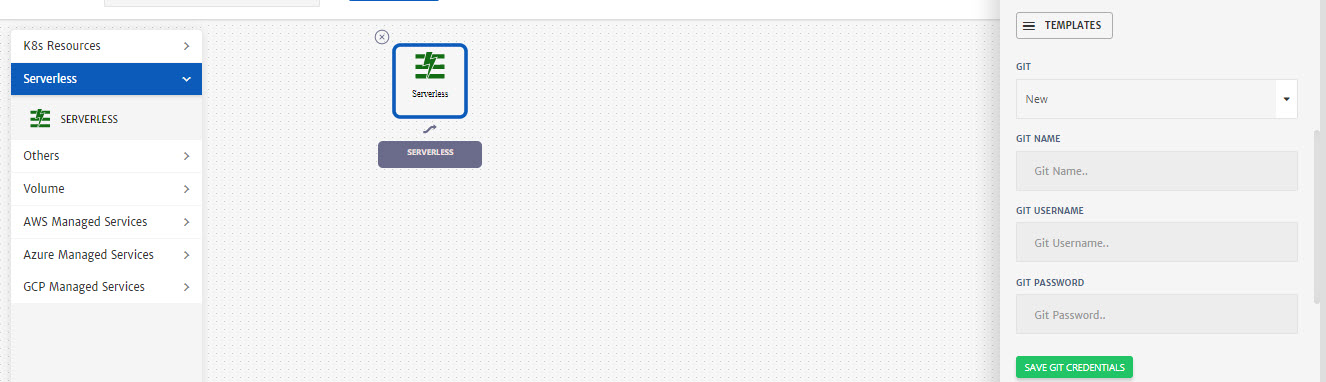 K8s Resources
Serverless
SERVERLESS
Others
Volume
AWS Managed Services
Azure Managed Services
GCP Managed Services
Serverless
SERVERLESS
TEMPLATES
GIT
New
GIT NAME
Git Name..
GIT USERNAME
Git Username..
GIT PASSWORD
Git Password..
SAVE GIT CREDENTIALS